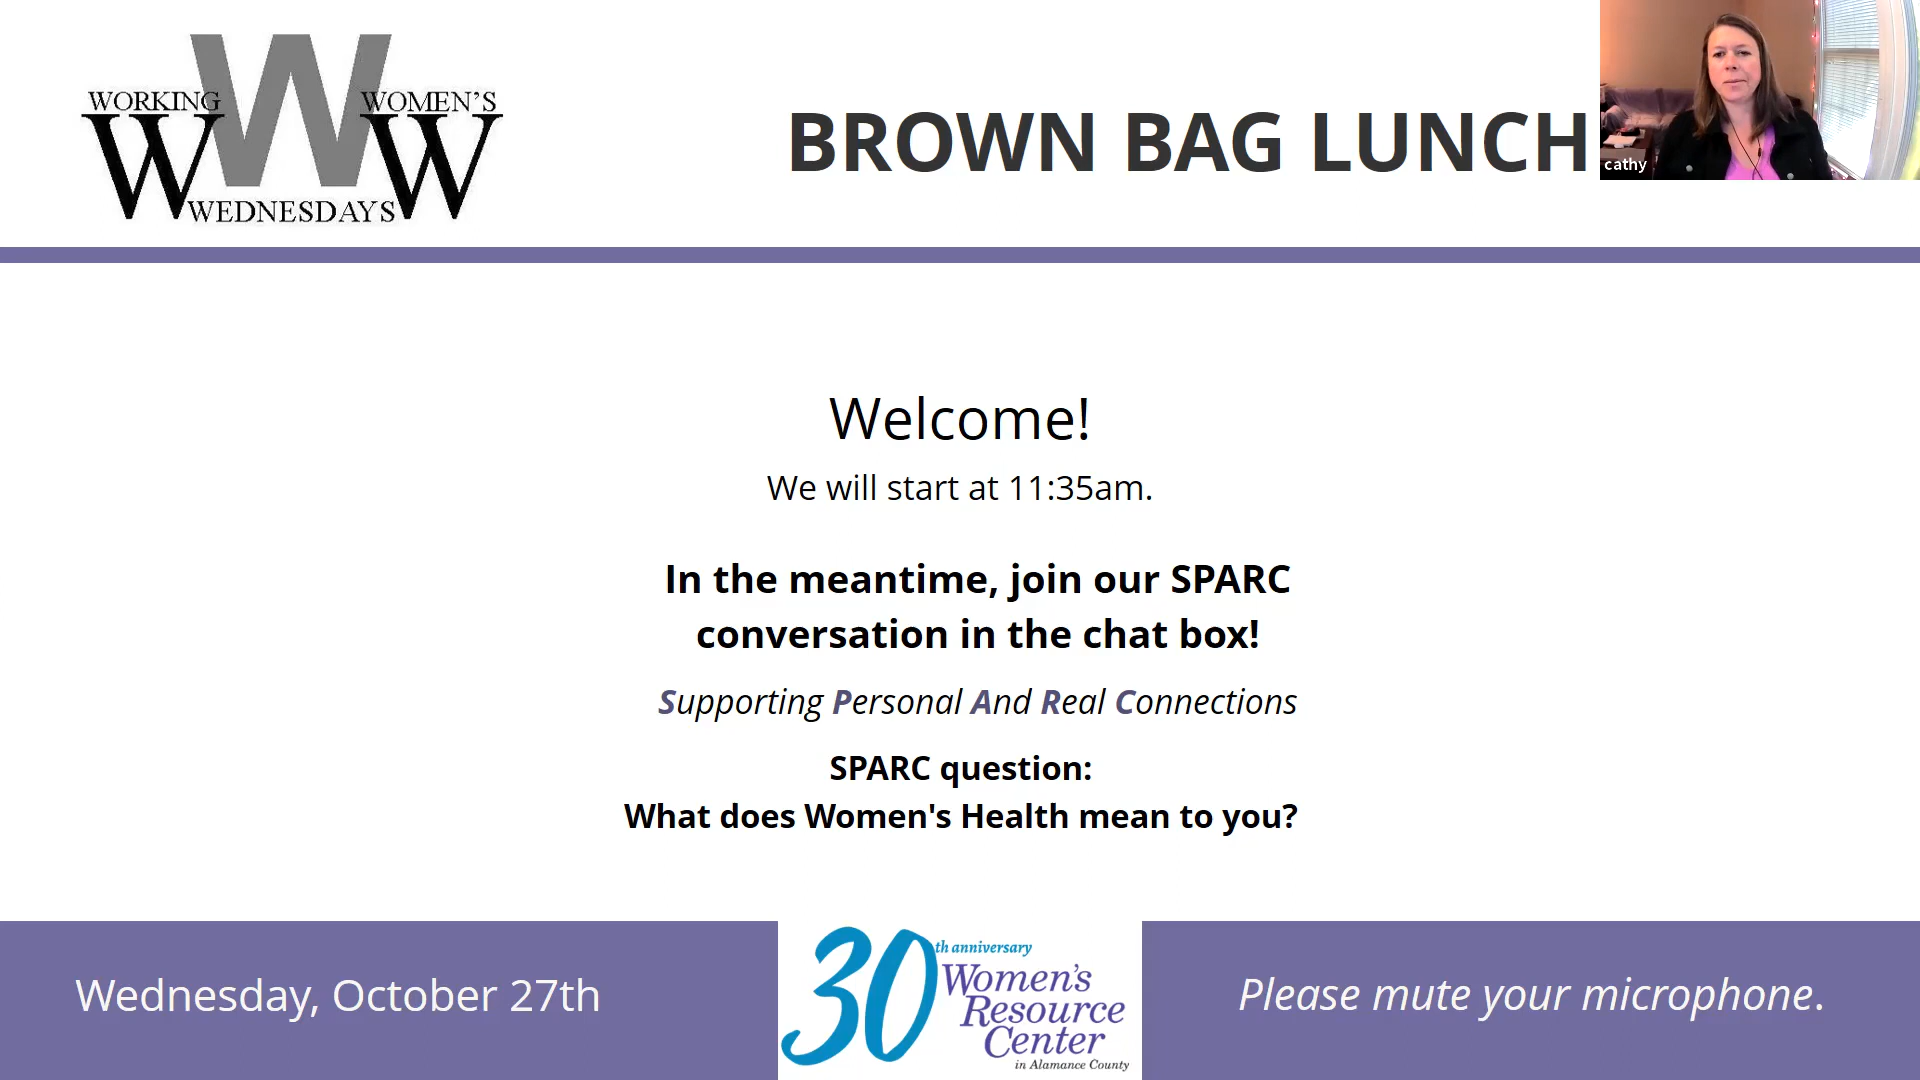 WORKING
WOMEN'S
W
W
W
WEDNESDAYS
BROWN BAG LUNCH
cathy
Welcome!
We will start at 11:35am.
In the meantime, join our SPARC
conversation in the chat box!
Supporting Personal And Real Connections
SPARC question:
What does Women's Health mean to you?
Wednesday, October 27th
30th anniversary
Women's
Resource
Center
in Alamance County
Please mute your microphone.